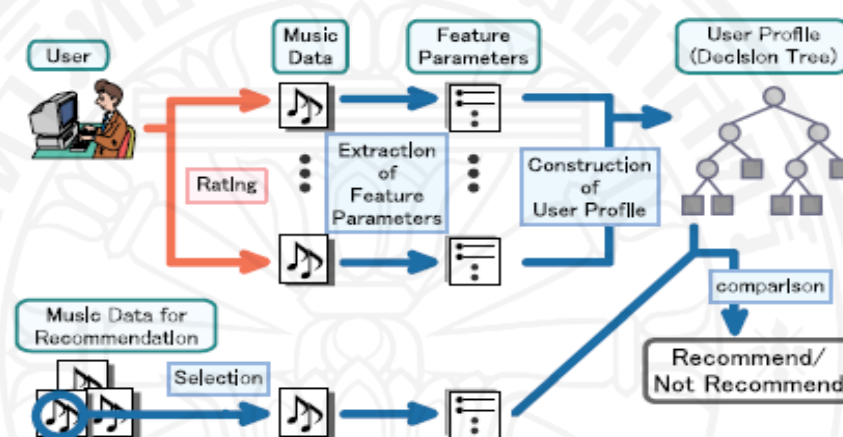 User
Music
Data
Feature
Parameters
User Profile
(Decision Tree)
Rating
Extraction
of
Feature
Parameters
Construction
of
User Profile
comparison
Music Data for
Recommendation
Selection
Recommend/
Not Recommend